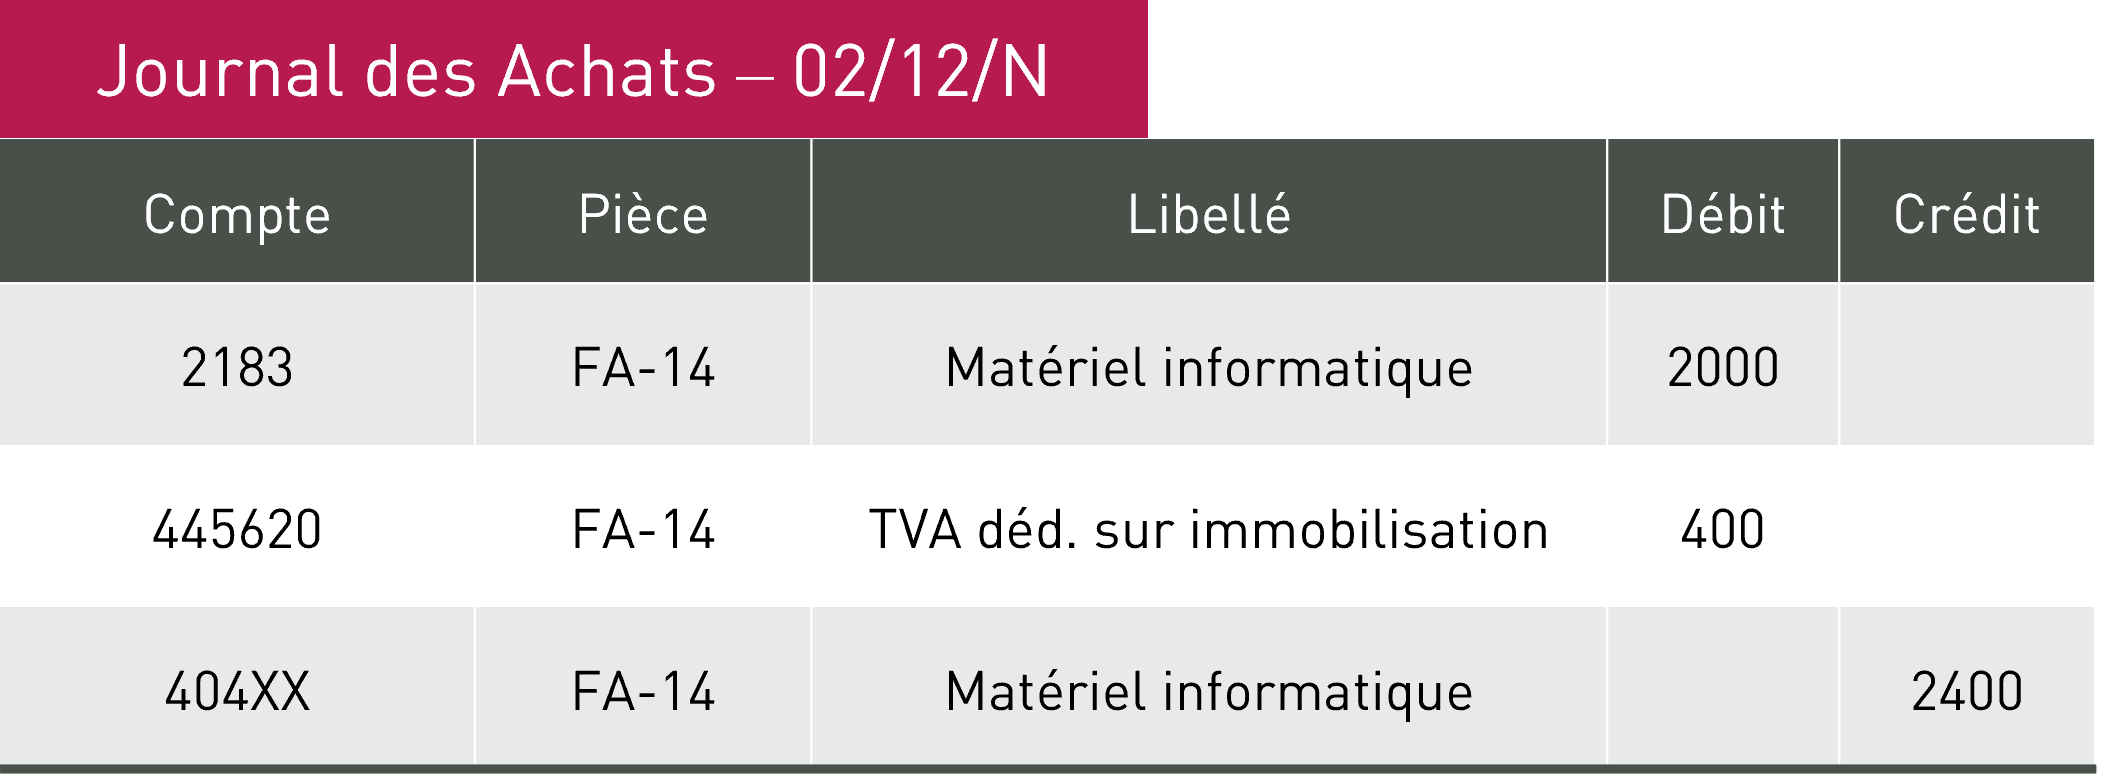 Journal des Achats – 02/12/N
Compte Pièce Libellé Débit Crédit
2183 FA-14 Matériel informatique 2000
445620 FA-14 TVA déd. sur immobilisation 400
404XX FA-14 Matériel informatique 2400